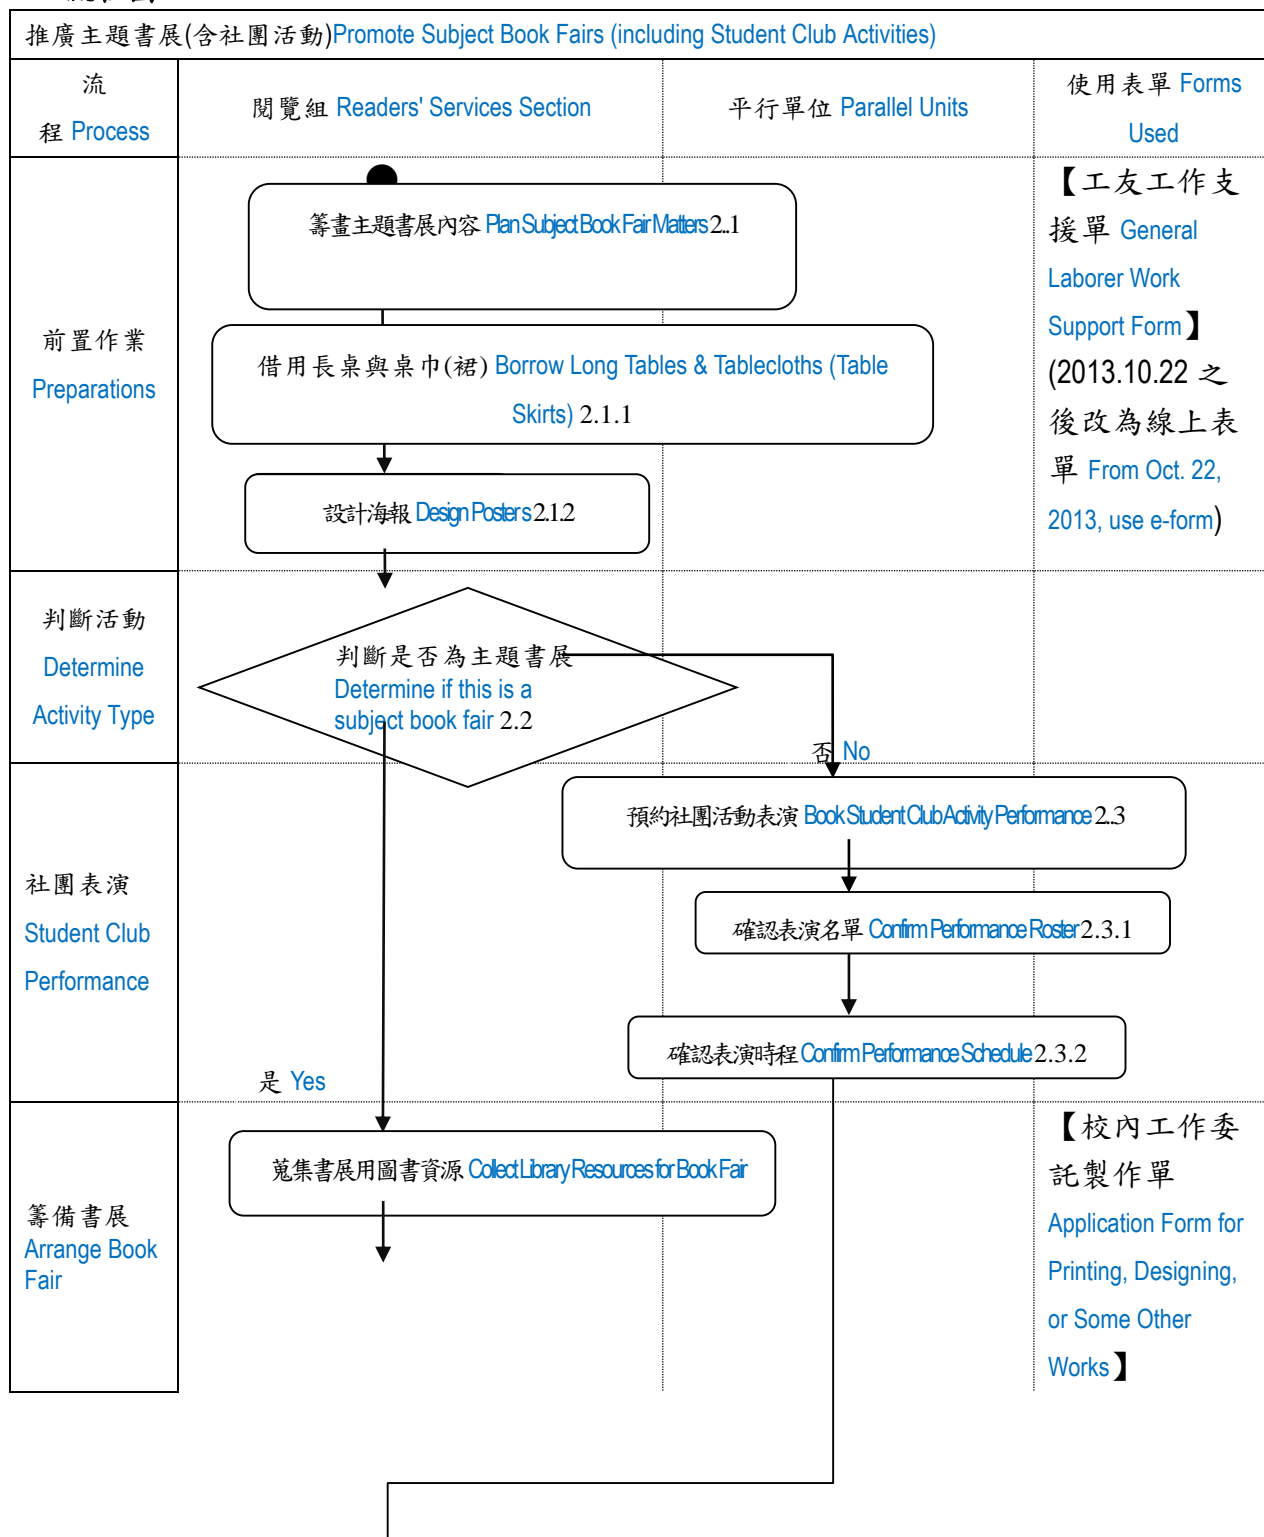 推廣主題書展(含社團活動)Promote Subject Book Fairs (including Student Club Activities)
流
程 Process
閱覽組 Readers' Services Section
平行單位 Parallel Units
使用表單 Forms
Used
前置作業
Preparations
籌畫主題書展內容 Plan Subject Book Fair Matters 2..1
借用長桌與桌巾(裙) Borrow Long Tables & Tablecloths (Table
Skirts) 2.1.1
設計海報 Design Posters 2.1.2
【工友工作支
援單 General
Laborer Work
Support Form】
(2013.10.22 之
後改為線上表
單 From Oct. 22,
2013, use e-form)
判斷活動
Determine
Activity Type
判斷是否為主題書展
Determine if this is a
subject book fair 2.2
否 No
社團表演
Student Club
Performance
預約社團活動表演 Book Student Club Activity Performance 2..3
確認表演名單 Confirm Performance Roster 2.3.1
確認表演時程 Confirm Performance Schedule 2.3.2
是 Yes
籌備書展
Arrange Book
Fair
蒐集書展用圖書資源 Collect Library Resources for Book Fair
【校內工作委
託製作單
Application Form for
Printing, Designing,
or Some Other
Works】